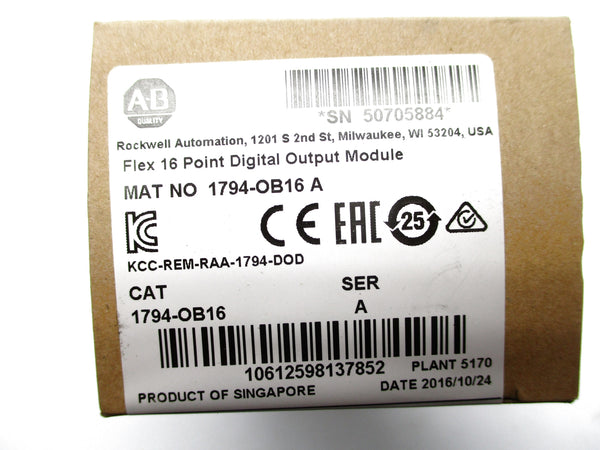 A-B
QUALITY
*SN 50705884*
Rockwell Automation, 1201 S 2nd St, Milwaukee, WI 53204, USA
Flex 16 Point Digital Output Module
MAT NO 1794-OB16 A
KC CE EAC 25
KCC-REM-RAA-1794-DOD
CAT SER
1794-OB16 A
10612598137852 PLANT 5170
PRODUCT OF SINGAPORE DATE 2016/10/24